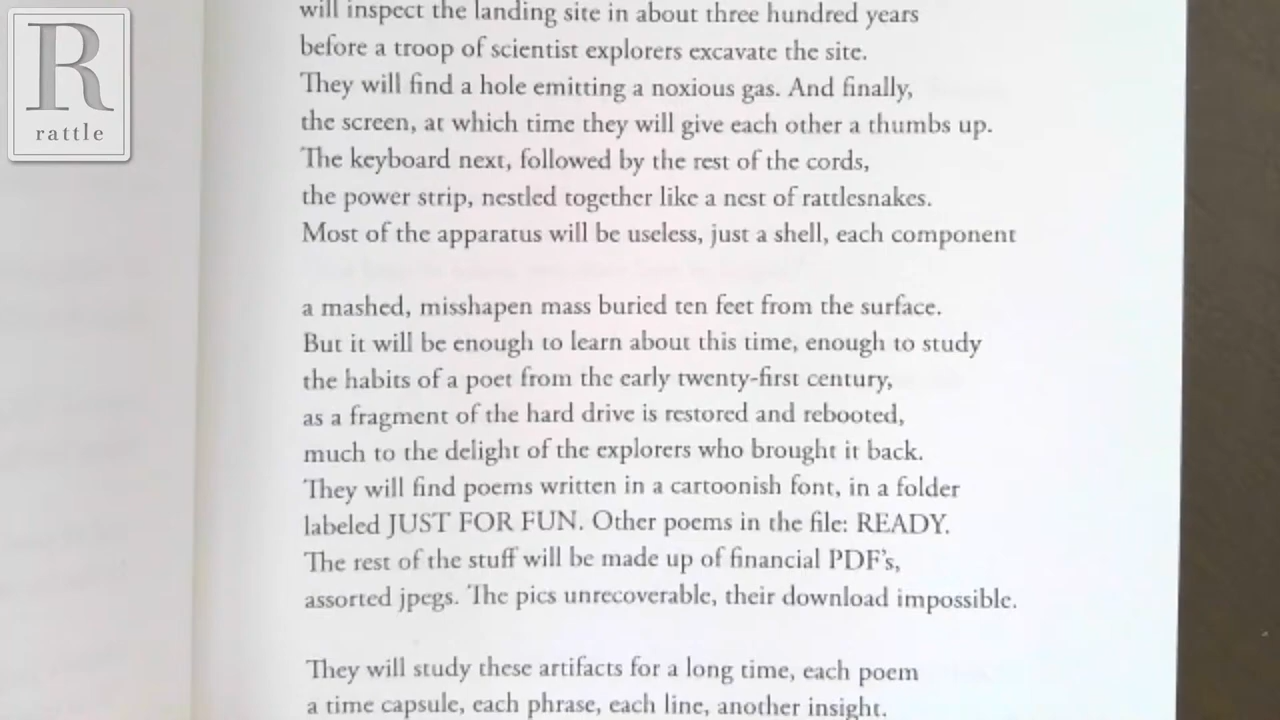 R
rattle
will inspect the landing site in about three hundred years
before a troop of scientist explorers excavate the site.
They will find a hole emitting a noxious gas. And finally,
the screen, at which time they will give each other a thumbs up.
The keyboard next, followed by the rest of the cords,
the power strip, nestled together like a nest of rattlesnakes.
Most of the apparatus will be useless, just a shell, each component
a mashed, misshapen mass buried ten feet from the surface.
But it will be enough to learn about this time, enough to study
the habits of a poet from the early twenty-first century,
as a fragment of the hard drive is restored and rebooted,
much to the delight of the explorers who brought it back.
They will find poems written in a cartoonish font, in a folder
labeled JUST FOR FUN. Other poems in the file: READY.
The rest of the stuff will be made up of financial PDF's,
assorted jpegs. The pics unrecoverable, their download impossible.
They will study these artifacts for a long time, each poem
a time capsule, each phrase, each line, another insight.